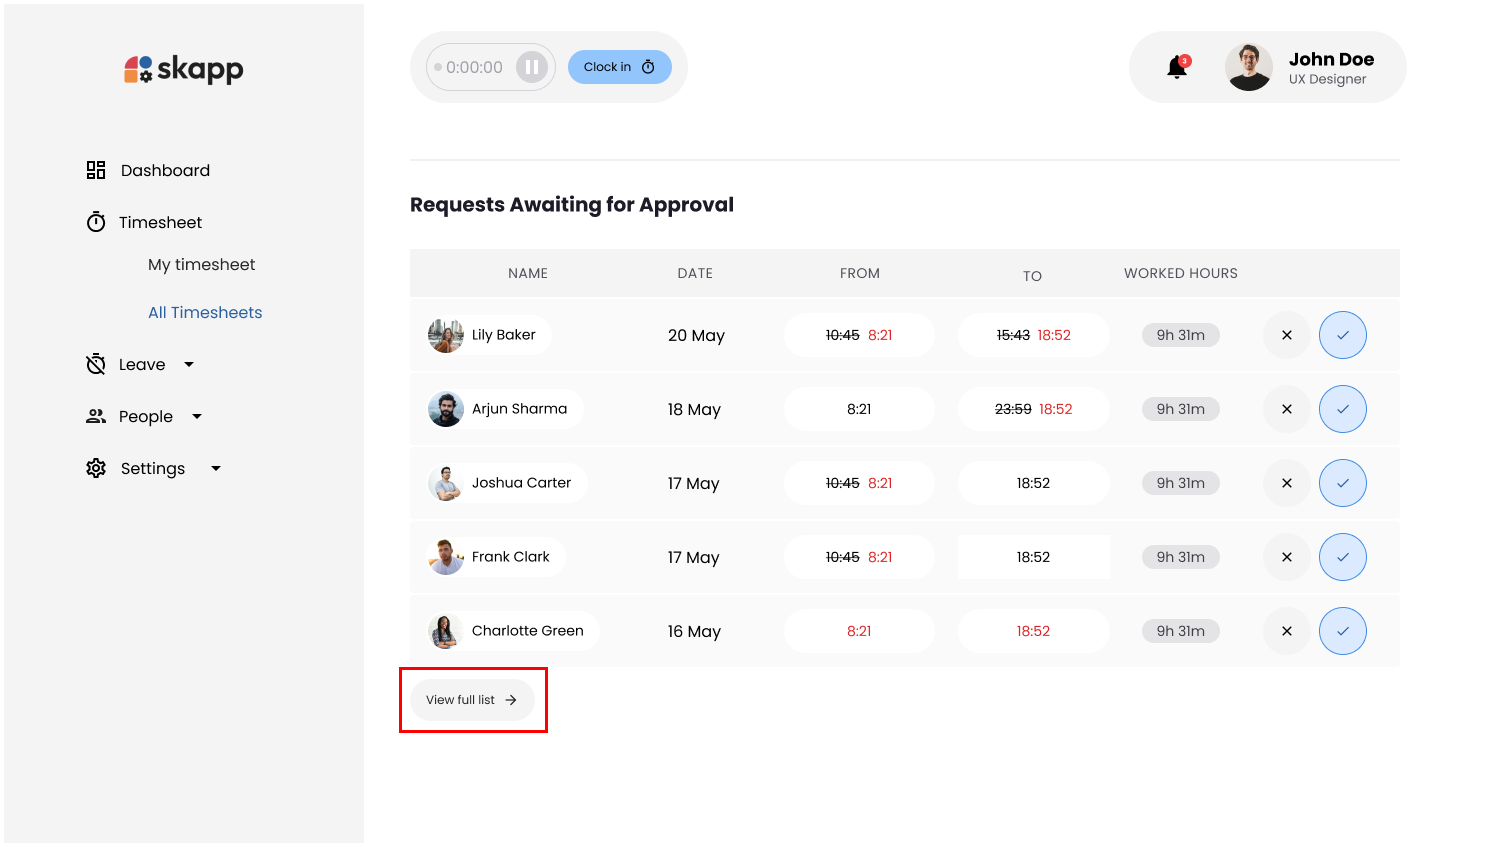 skapp
0:00:00
Clock in
3
John Doe
UX Designer
Dashboard
Timesheet
My timesheet
All Timesheets
Leave
People
Settings
Requests Awaiting for Approval
NAME DATE FROM TO WORKED HOURS
Lily Baker 20 May 10:45 8:21 15:43 18:52 9h 31m
Arjun Sharma 18 May 8:21 23:59 18:52 9h 31m
Joshua Carter 17 May 10:45 8:21 18:52 9h 31m
Frank Clark 17 May 10:45 8:21 18:52 9h 31m
Charlotte Green 16 May 8:21 18:52 9h 31m
View full list